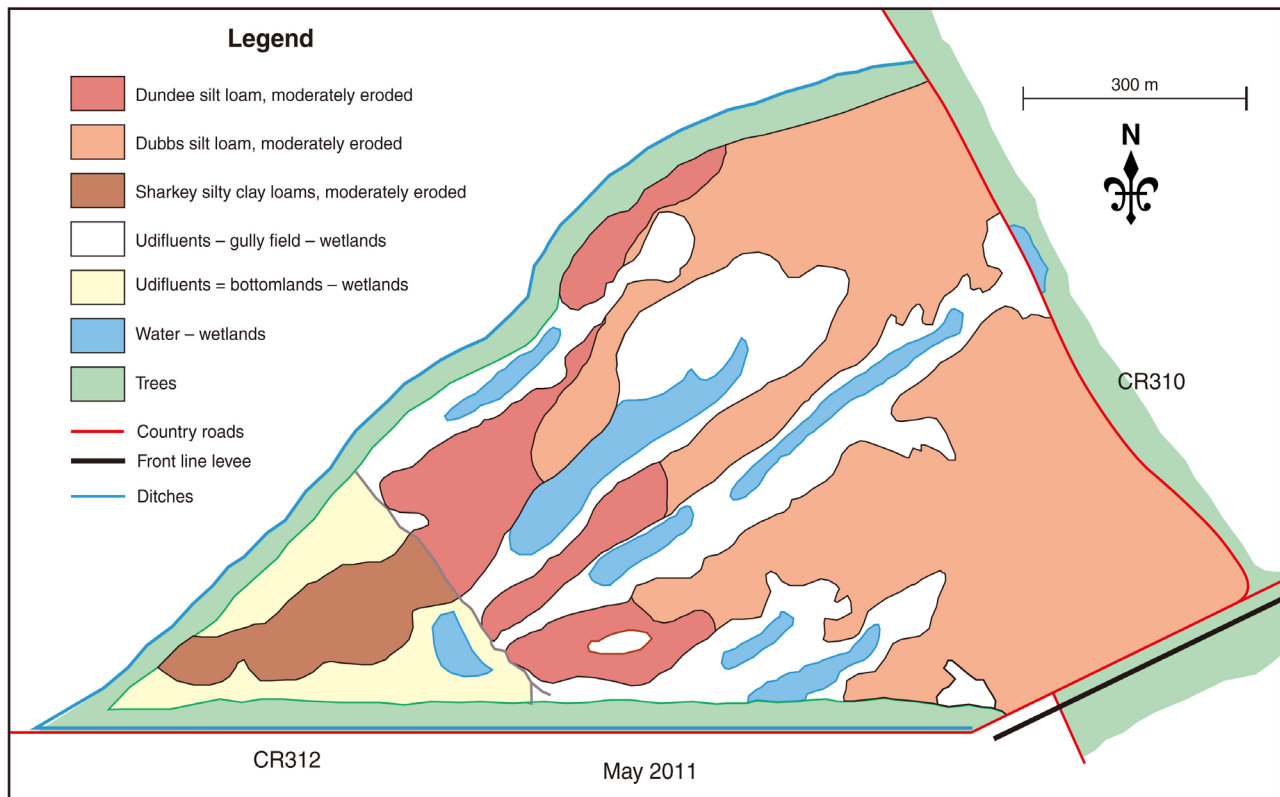 Legend
Dundee silt loam, moderately eroded
Dubbs silt loam, moderately eroded
Sharkey silty clay loams, moderately eroded
Udifluents – gully field – wetlands
Udifluents = bottomlands – wetlands
Water – wetlands
Trees
Country roads
Front line levee
Ditches
300 m
N
CR310
CR312
May 2011